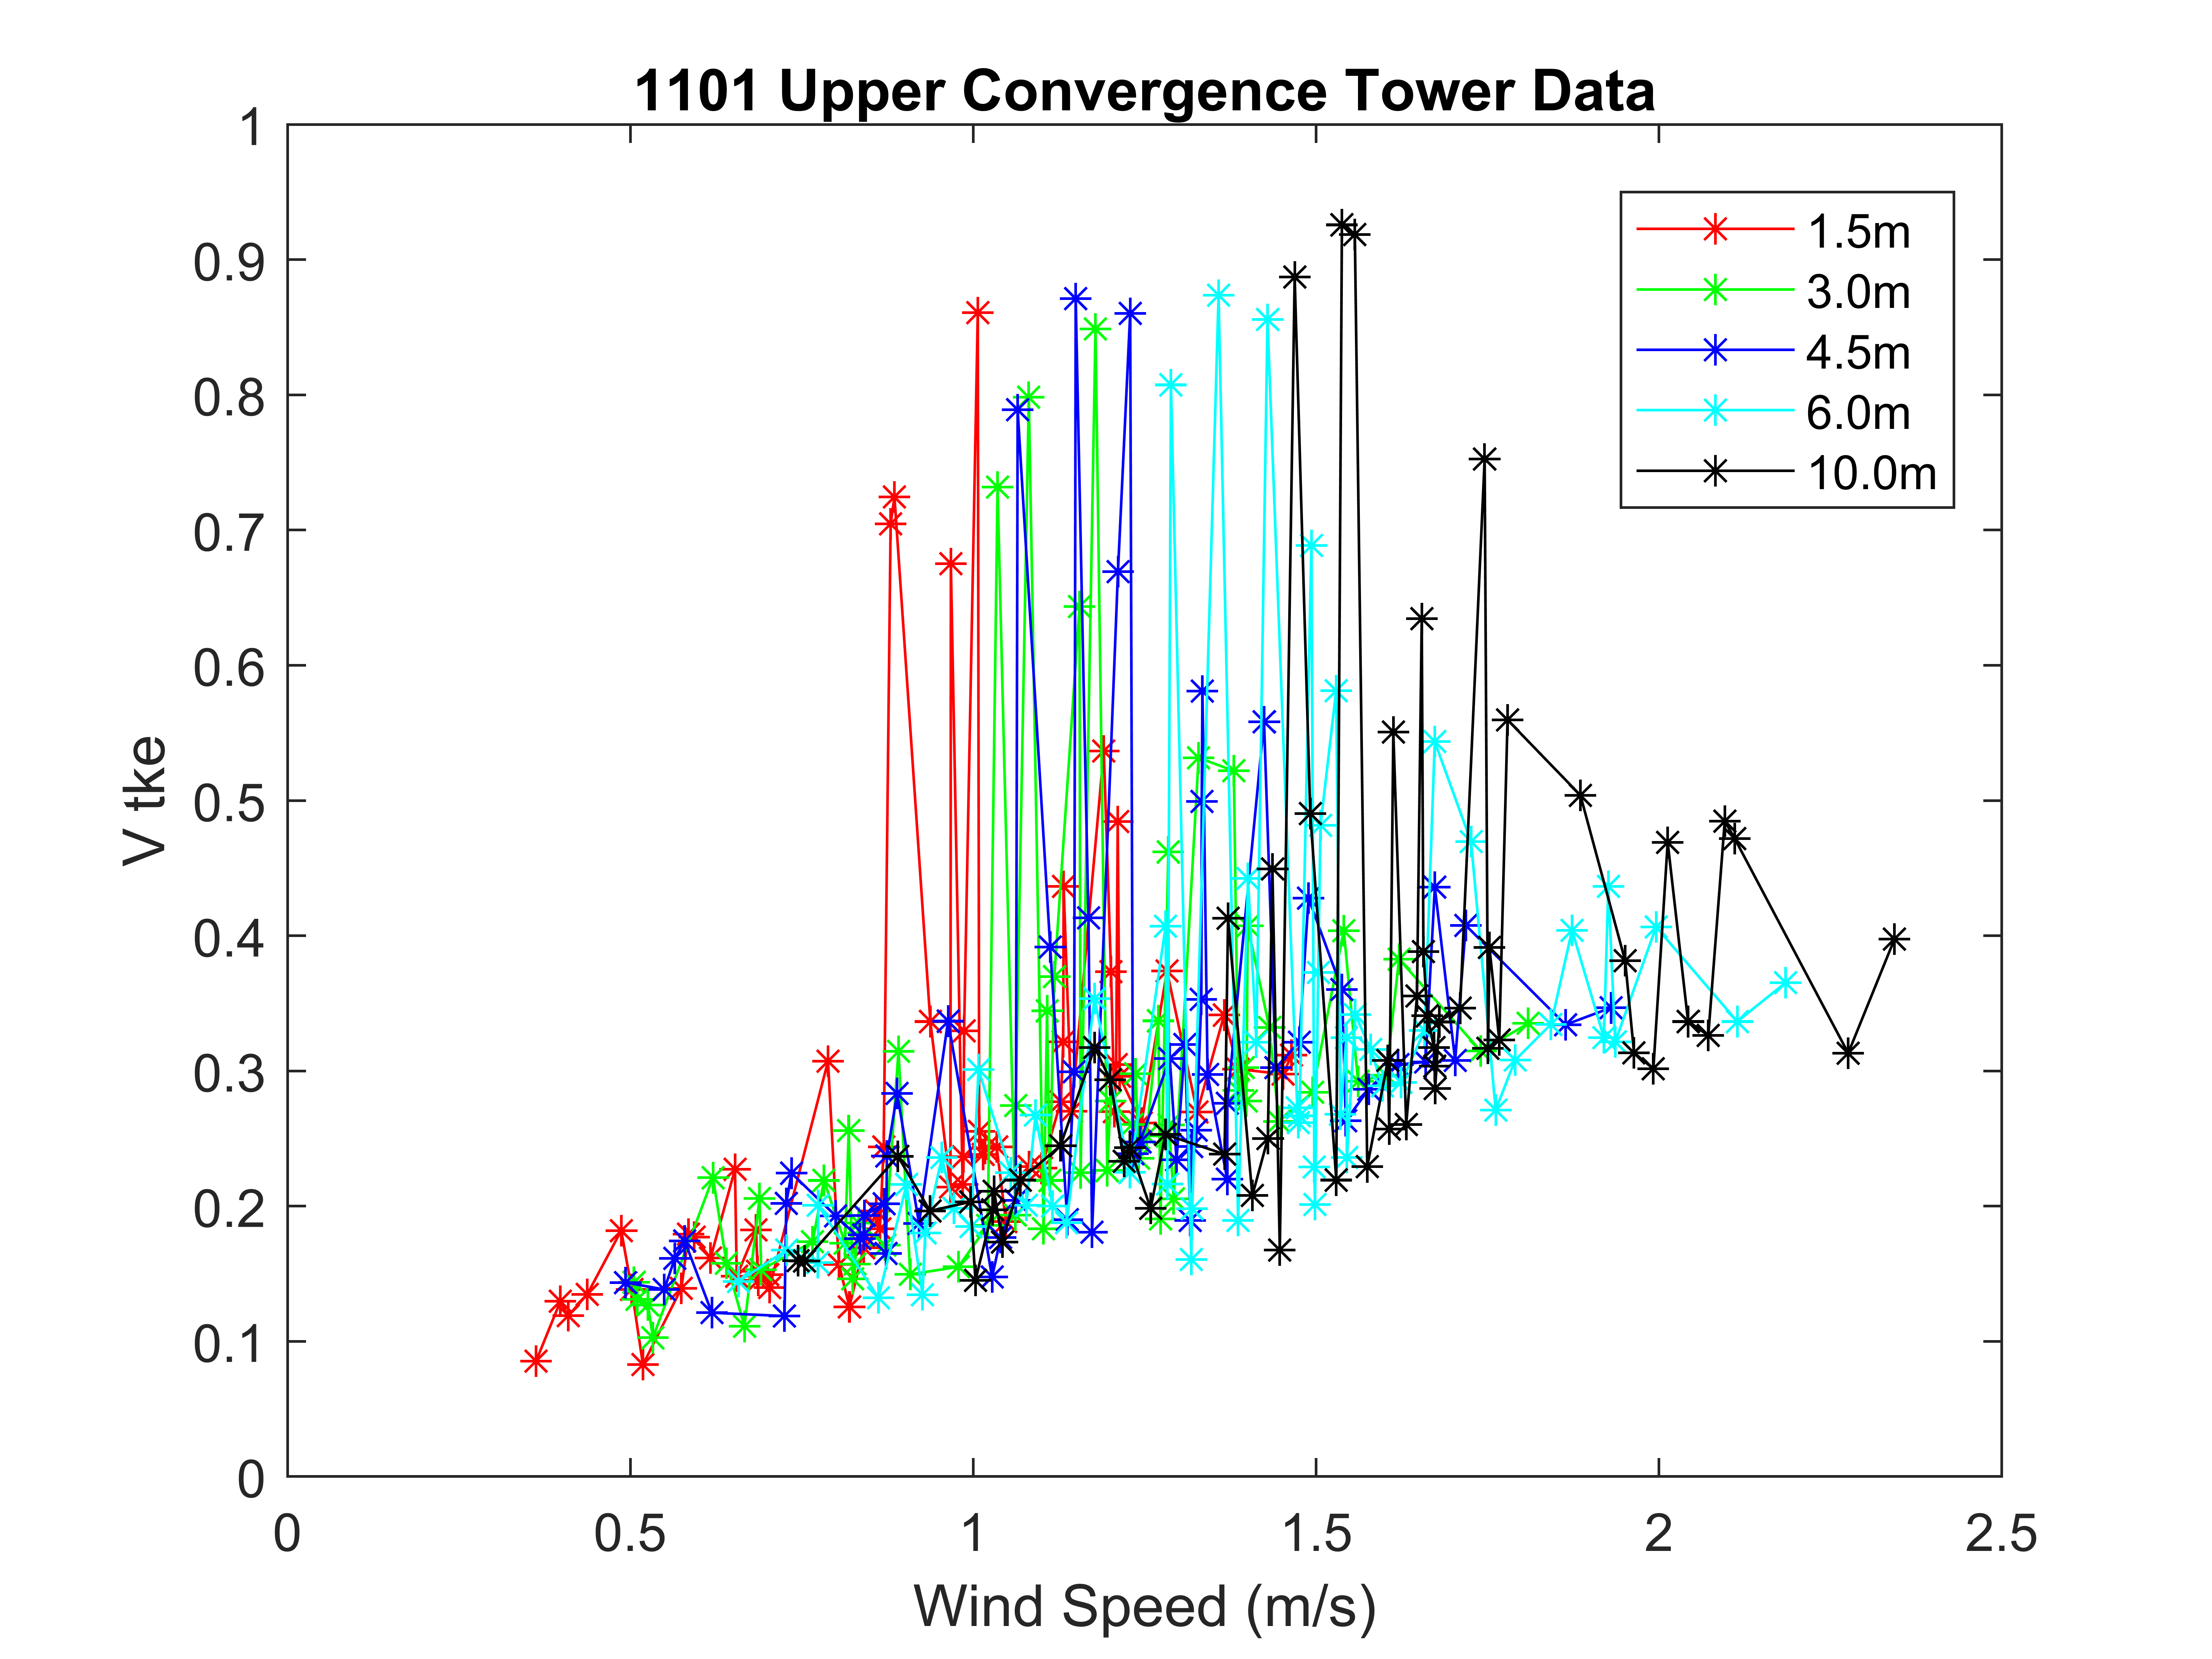 1101 Upper Convergence Tower Data
1
0.9
0.8
0.7
0.6
0.5
0.4
0.3
0.2
0.1
0
V tke
1.5m
3.0m
4.5m
6.0m
10.0m
0 0.5 1 1.5 2 2.5
Wind Speed (m/s)